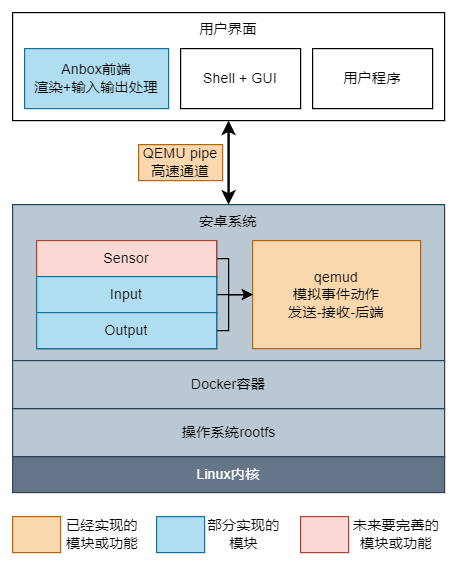 用户界面
Anbox前端
渲染+输入输出处理
Shell + GUI
用户程序
QEMU pipe
高速通道
安卓系统
Sensor
Input
Output
qemud
模拟事件动作
发送-接收-后端
Docker容器
操作系统rootfs
Linux内核
已经实现的
模块或功能
部分实现的
模块
未来要完善的
模块或功能